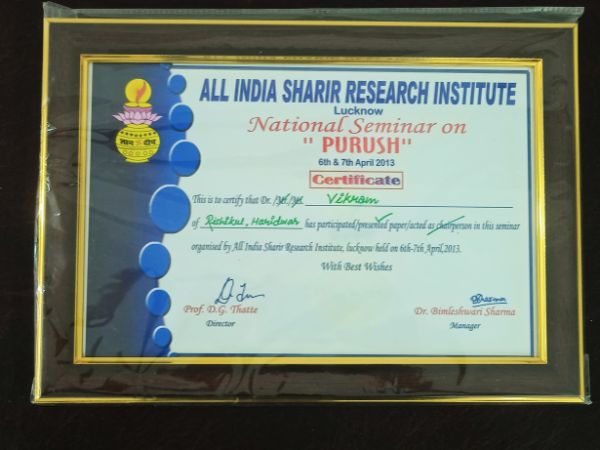 ALL INDIA SHARIR RESEARCH INSTITUTE
Lucknow
National Seminar on
" PURUSH"
6th & 7th April 2013
Certificate
This is to certify that Dr. /Mr./Ms. Vikram
of Rishikul, Haridwar has participated/presented paper/acted as chairperson in this seminar
organised by All India Sharir Research Institute, lucknow held on 6th-7th April,2013.
With Best Wishes
Prof. D.G. Thatte
Director
Dr. Bimleshwari Sharma
Manager